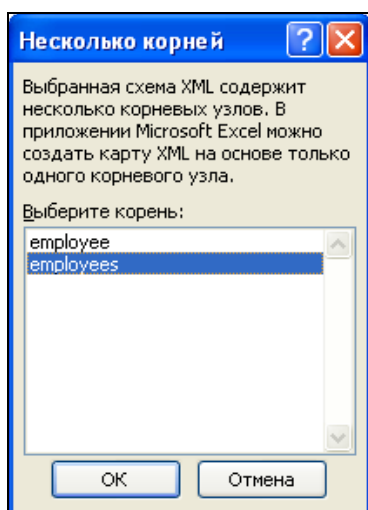 Несколько корней
Выбранная схема XML содержит
несколько корневых узлов. В
приложении Microsoft Excel можно
создать карту XML на основе только
одного корневого узла.
Выберите корень:
employee
employees
ОК Отмена